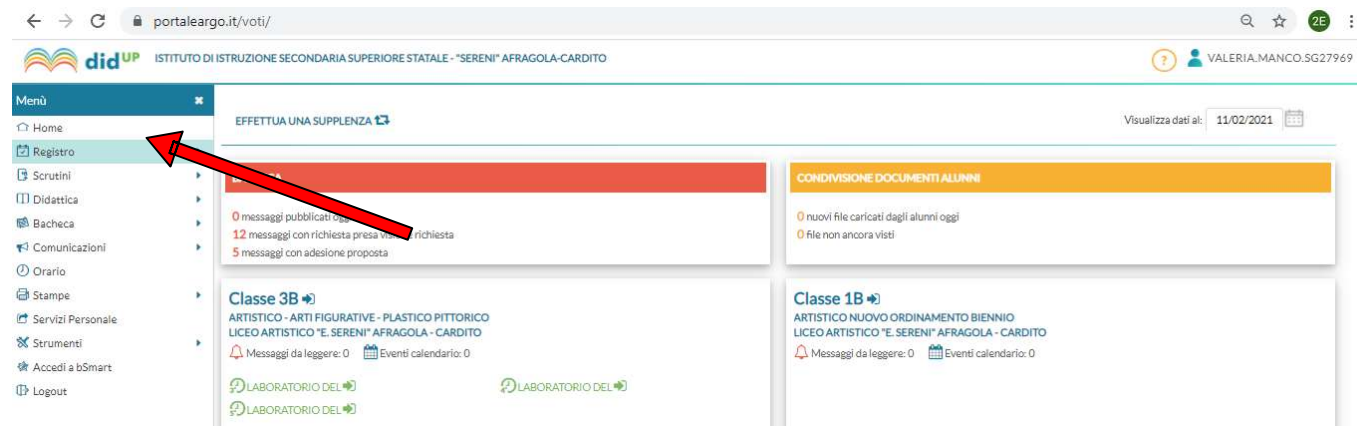 portaleargo.it/voti/
2E
didUP
ISTITUTO DI ISTRUZIONE SECONDARIA SUPERIORE STATALE - "SERENI" AFRAGOLA-CARDITO
?
VALERIA.MANCO.SG27969
Menù
Home
Registro
Scrutini
Didattica
Bacheca
Comunicazioni
Orario
Stampe
Servizi Personale
Strumenti
Accedi a bSmart
Logout
EFFETTUA UNA SUPPLENZA
Visualizza dati al: 11/02/2021
0 messaggi pubblicati
12 messaggi con richiesta presa richiesta
5 messaggi con adesione proposta
CONDIVISIONE DOCUMENTI ALUNNI
0 nuovi file caricati dagli alunni oggi
0 file non ancora visti
Classe 3B
ARTISTICO - ARTI FIGURATIVE - PLASTICO PITTORICO
LICEO ARTISTICO "E. SERENI" AFRAGOLA - CARDITO
Messaggi da leggere: 0 Eventi calendario: 0
LABORATORIO DEL LABORATORIO DEL
LABORATORIO DEL
Classe 1B
ARTISTICO NUOVO ORDINAMENTO BIENNIO
LICEO ARTISTICO "E. SERENI" AFRAGOLA - CARDITO
Messaggi da leggere: 0 Eventi calendario: 0